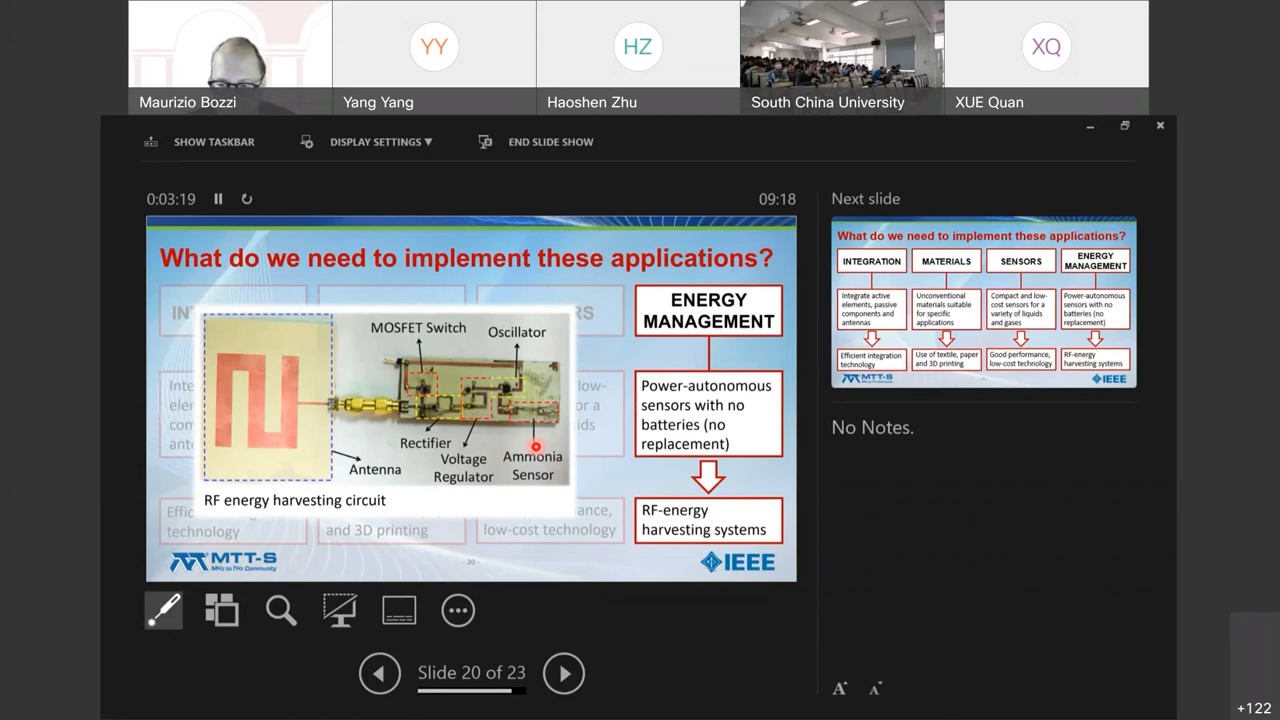 YY
HZ
XQ
Maurizio Bozzi
Yang Yang
Haoshen Zhu
South China University
XUE Quan
SHOW TASKBAR
DISPLAY SETTINGS ▼
END SLIDE SHOW
0:03:19
09:18
What do we need to implement these applications?
MOSFET Switch
Oscillator
Rectifier
Voltage
Regulator
Ammonia
Sensor
Antenna
RF energy harvesting circuit
technology
and 3D printing
low-cost technology
ENERGY
MANAGEMENT
Power-autonomous
sensors with no
batteries (no
replacement)
RF-energy
harvesting systems
MTT-S
MHz to THz Community
- 20 -
IEEE
Slide 20 of 23
Next slide
What do we need to implement these applications?
INTEGRATION
MATERIALS
SENSORS
ENERGY
MANAGEMENT
Integrate active
elements, passive
components and
antennas
Unconventional
materials suitable
for specific
applications
Compact and low-
cost sensors for a
variety of liquids
and gases
Power-autonomous
sensors with no
batteries (no
replacement)
Efficient integration
technology
Use of textile, paper
and 3D printing
Good performance,
low-cost technology
RF-energy
harvesting systems
MTT-S
IEEE
No Notes.
A A
+122